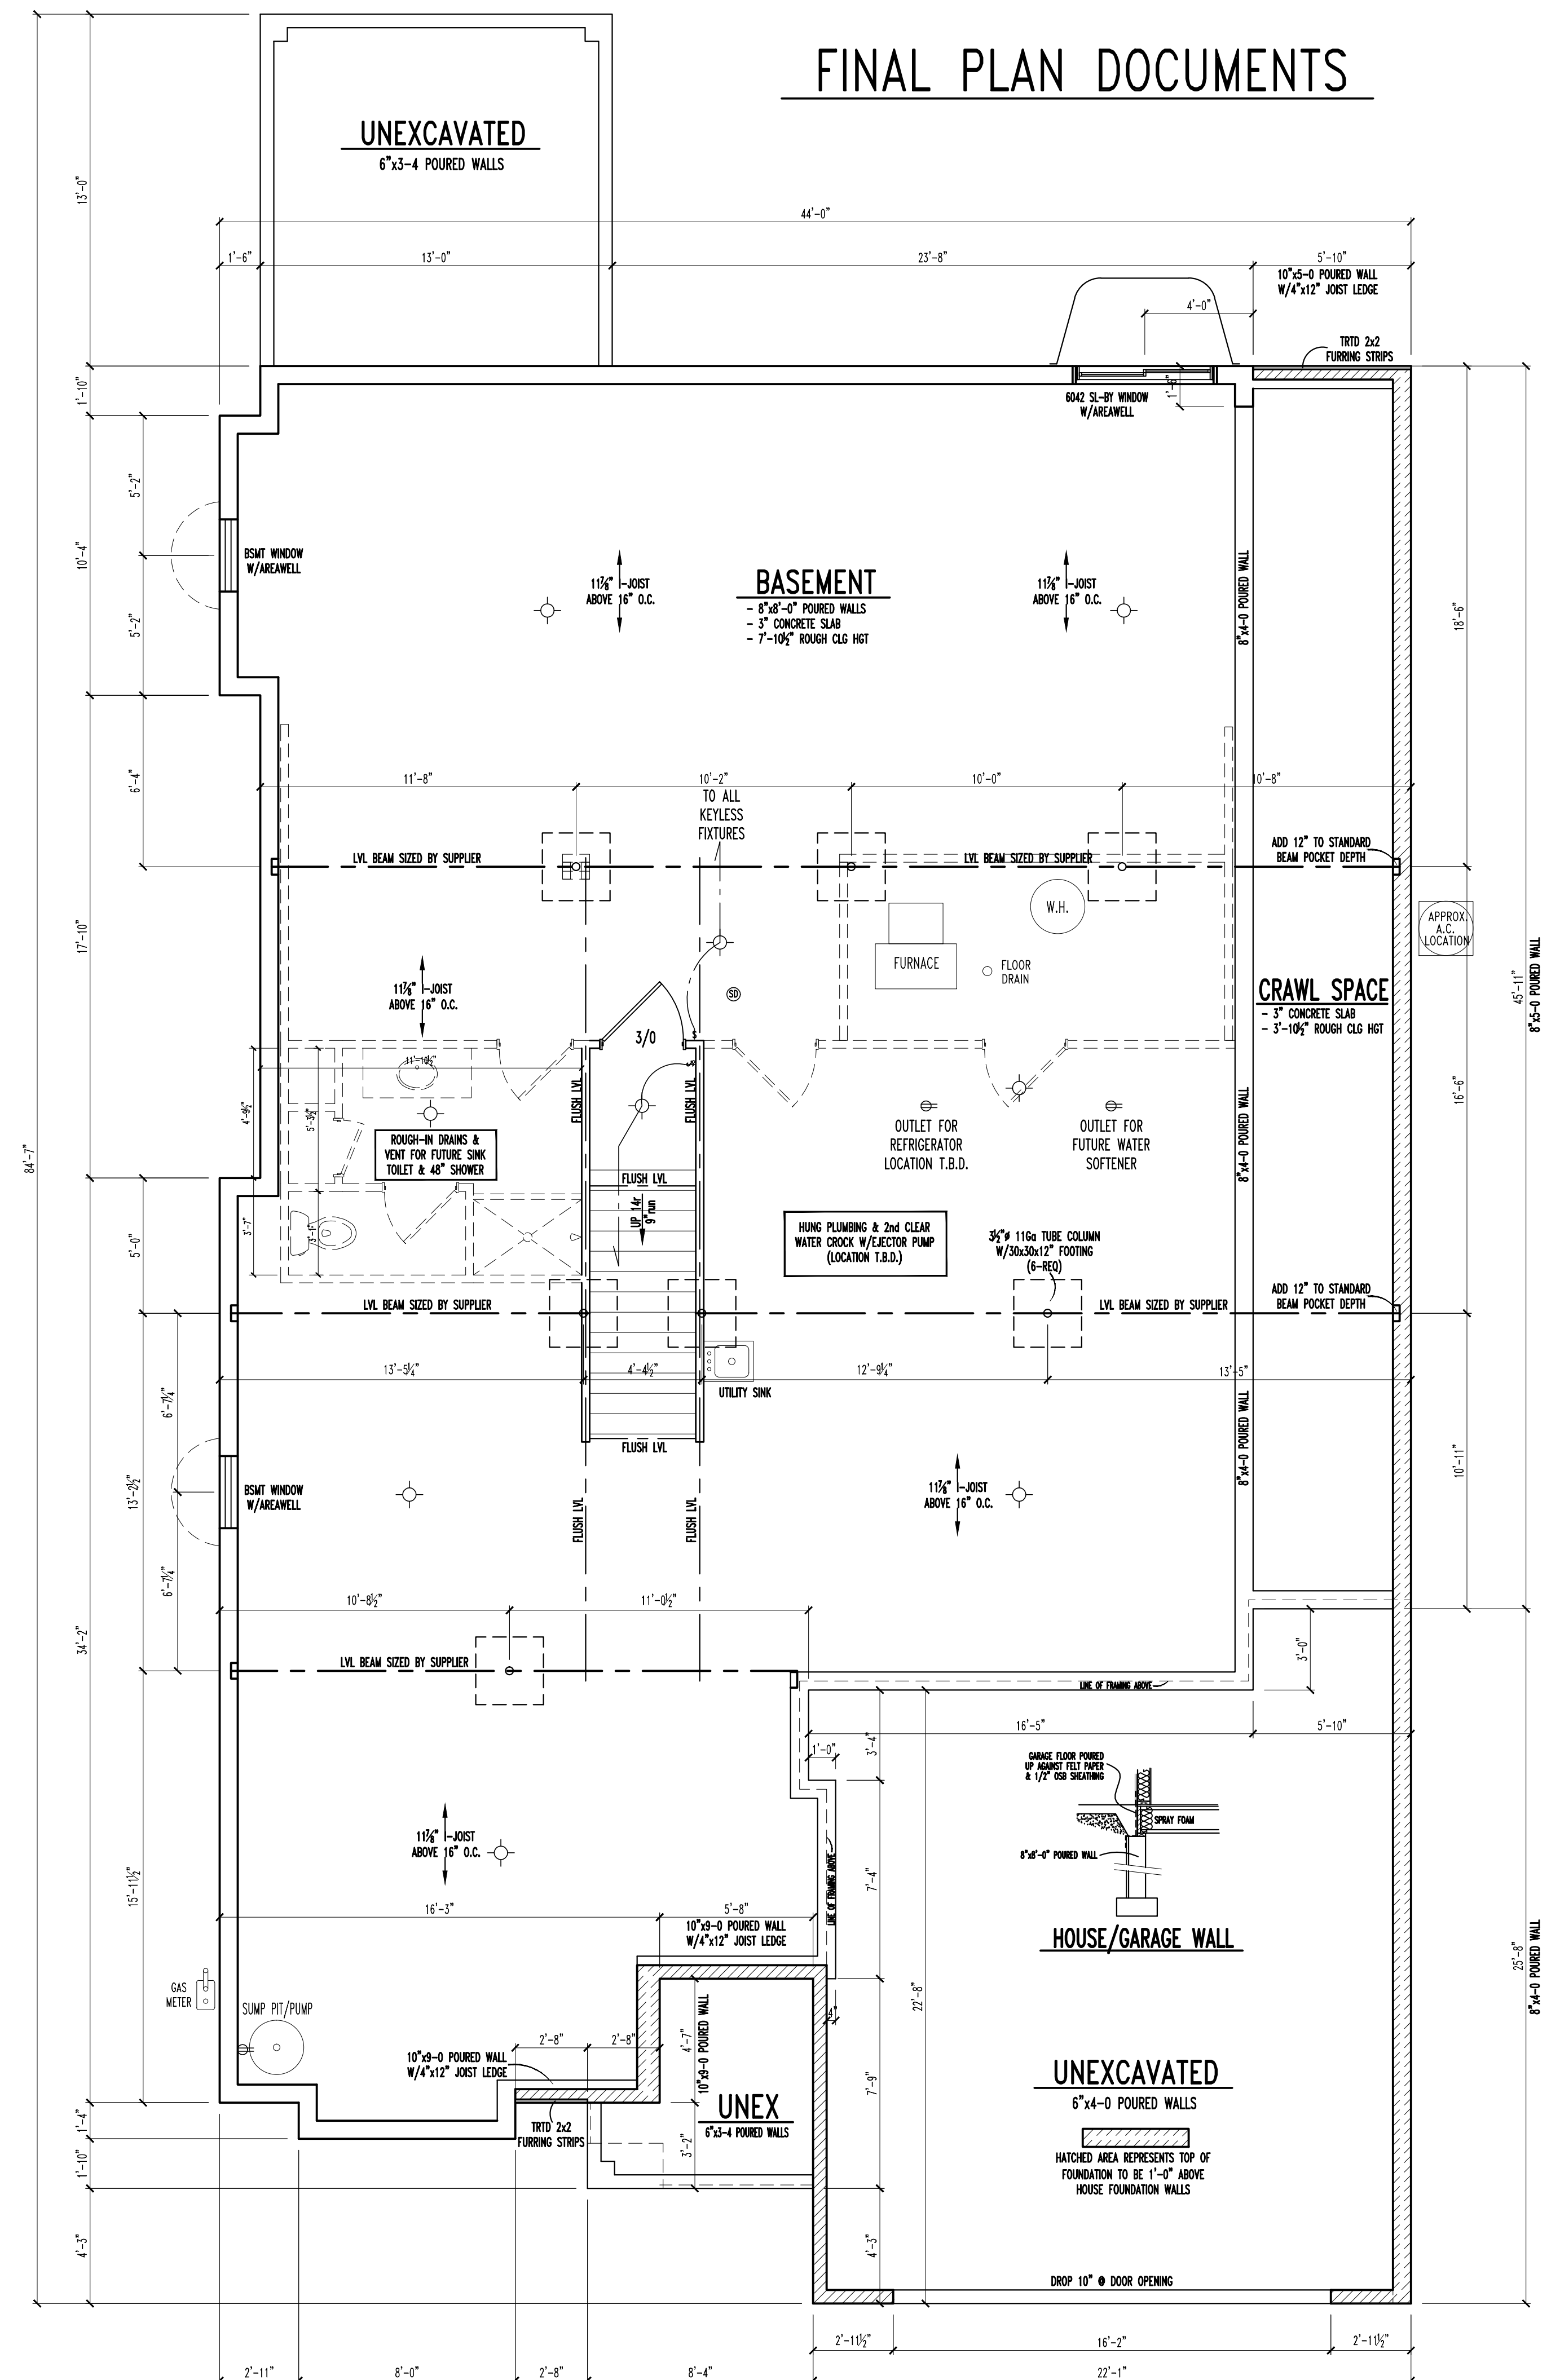 FINAL PLAN DOCUMENTS
UNEXCAVATED
6"x3-4 POURED WALLS
13'-0"
44'-0"
1'-6"
13'-0"
23'-8"
5'-10"
10"x5-0 POURED WALL
W/4"x12" JOIST LEDGE
4'-0"
TRTD 2x2
FURRING STRIPS
1'-10"
6042 SL-BY WINDOW
W/AREAWELL
5'-2"
10'-4"
BSMT WINDOW
W/AREAWELL
5'-2"
11⅞" I-JOIST
ABOVE 16" O.C.
BASEMENT
- 8"x8'-0" POURED WALLS
- 3" CONCRETE SLAB
- 7'-10½" ROUGH CLG HGT
11⅞" I-JOIST
ABOVE 16" O.C.
8"x4-0 POURED WALL
18'-6"
6'-4"
11'-8"
10'-2"
10'-0"
10'-8"
TO ALL
KEYLESS
FIXTURES
LVL BEAM SIZED BY SUPPLIER
LVL BEAM SIZED BY SUPPLIER
ADD 12" TO STANDARD
BEAM POCKET DEPTH
W.H.
FURNACE
FLOOR
DRAIN
APPROX.
A.C.
LOCATION
17'-10"
11⅞" I-JOIST
ABOVE 16" O.C.
SD
CRAWL SPACE
- 3" CONCRETE SLAB
- 3'-10½" ROUGH CLG HGT
45'-11"
8"x5-0 POURED WALL
3/0
$
11'-10½"
4'-9½"
5'-3½"
FLUSH LVL
FLUSH LVL
8"x4-0 POURED WALL
16'-6"
84'-7"
ROUGH-IN DRAINS &
VENT FOR FUTURE SINK
TOILET & 48" SHOWER
OUTLET FOR
REFRIGERATOR
LOCATION T.B.D.
OUTLET FOR
FUTURE WATER
SOFTENER
FLUSH LVL
UP 14r
9" run
3'-7"
3'-1"
5'-0"
HUNG PLUMBING & 2nd CLEAR
WATER CROCK W/EJECTOR PUMP
(LOCATION T.B.D.)
3½"ø 11Ga TUBE COLUMN
W/30x30x12" FOOTING
(6-REQ)
LVL BEAM SIZED BY SUPPLIER
LVL BEAM SIZED BY SUPPLIER
ADD 12" TO STANDARD
BEAM POCKET DEPTH
13'-5¼"
4'-4½"
12'-9¼"
13'-5"
UTILITY SINK
6'-7¼"
FLUSH LVL
8"x4-0 POURED WALL
10'-11"
13'-2½"
BSMT WINDOW
W/AREAWELL
11⅞" I-JOIST
ABOVE 16" O.C.
FLUSH LVL
FLUSH LVL
6'-7¼"
10'-8½"
11'-0½"
34'-2"
3'-0"
LVL BEAM SIZED BY SUPPLIER
LINE OF FRAMING ABOVE
16'-5"
5'-10"
3'-4"
1'-0"
GARAGE FLOOR POURED
UP AGAINST FELT PAPER
& 1/2" OSB SHEATHING
SPRAY FOAM
8"x8'-0" POURED WALL
HOUSE/GARAGE WALL
11⅞" I-JOIST
ABOVE 16" O.C.
LINE OF FRAMING ABOVE
7'-4"
15'-11½"
16'-3"
5'-8"
10"x9-0 POURED WALL
W/4"x12" JOIST LEDGE
25'-8"
8"x4-0 POURED WALL
GAS
METER
SUMP PIT/PUMP
22'-8"
4"
10"x9-0 POURED WALL
4'-7"
2'-8"
2'-8"
10"x9-0 POURED WALL
W/4"x12" JOIST LEDGE
7'-9"
UNEXCAVATED
6"x4-0 POURED WALLS
UNEX
6"x3-4 POURED WALLS
TRTD 2x2
FURRING STRIPS
3'-2"
1'-4"
1'-10"
HATCHED AREA REPRESENTS TOP OF
FOUNDATION TO BE 1'-0" ABOVE
HOUSE FOUNDATION WALLS
4'-3"
4'-3"
DROP 10" @ DOOR OPENING
2'-11½"
16'-2"
2'-11½"
2'-11"
8'-0"
2'-8"
8'-4"
22'-1"